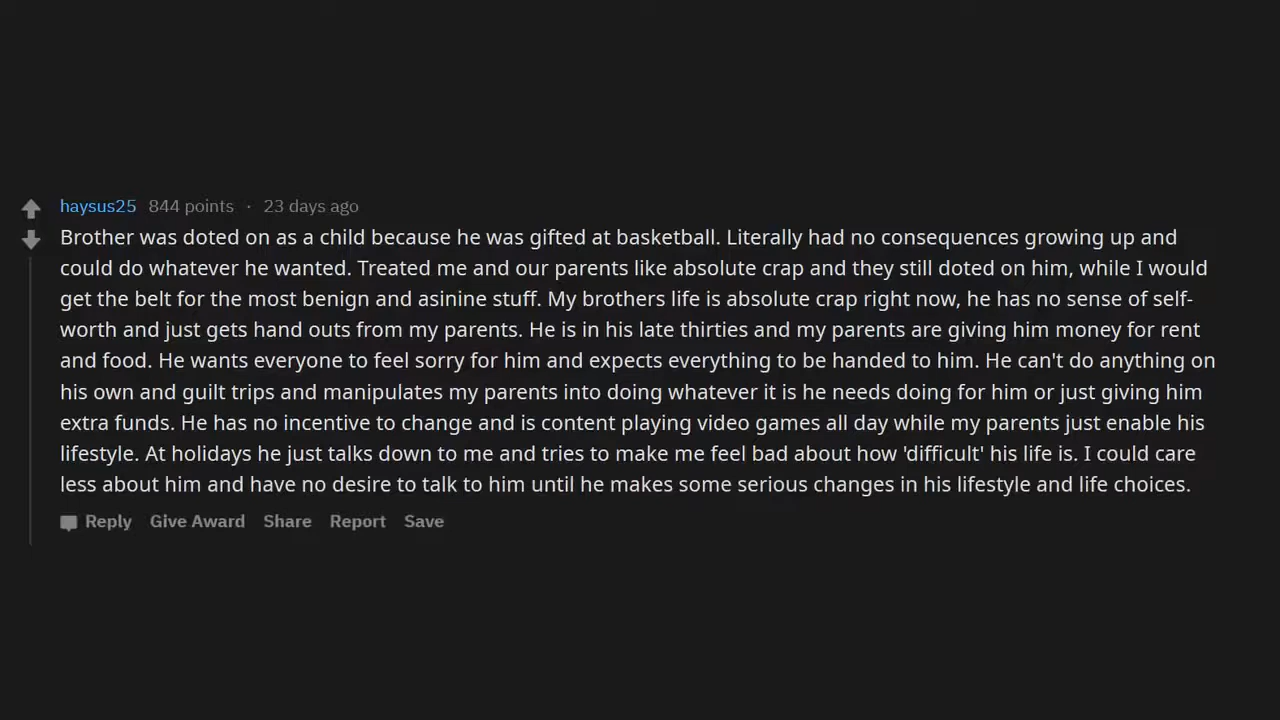 haysus25 844 points · 23 days ago
Brother was doted on as a child because he was gifted at basketball. Literally had no consequences growing up and
could do whatever he wanted. Treated me and our parents like absolute crap and they still doted on him, while I would
get the belt for the most benign and asinine stuff. My brothers life is absolute crap right now, he has no sense of self-
worth and just gets hand outs from my parents. He is in his late thirties and my parents are giving him money for rent
and food. He wants everyone to feel sorry for him and expects everything to be handed to him. He can't do anything on
his own and guilt trips and manipulates my parents into doing whatever it is he needs doing for him or just giving him
extra funds. He has no incentive to change and is content playing video games all day while my parents just enable his
lifestyle. At holidays he just talks down to me and tries to make me feel bad about how 'difficult' his life is. I could care
less about him and have no desire to talk to him until he makes some serious changes in his lifestyle and life choices.
Reply Give Award Share Report Save